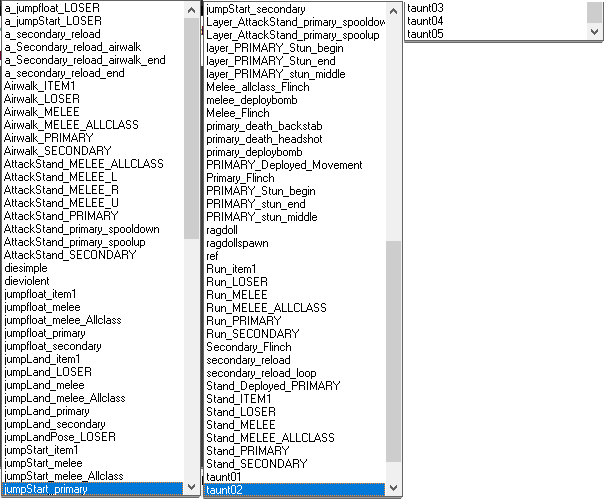 a_jumpfloat_LOSER
a_jumpStart_LOSER
a_secondary_reload
a_Secondary_reload_airwalk
a_Secondary_reload_airwalk_end
a_secondary_reload_end
Airwalk_ITEM1
Airwalk_LOSER
Airwalk_MELEE
Airwalk_MELEE_ALLCLASS
Airwalk_PRIMARY
Airwalk_SECONDARY
AttackStand_MELEE_ALLCLASS
AttackStand_MELEE_L
AttackStand_MELEE_R
AttackStand_MELEE_U
AttackStand_PRIMARY
AttackStand_primary_spooldown
AttackStand_primary_spoolup
AttackStand_SECONDARY
diesimple
dieviolent
jumpfloat_item1
jumpfloat_melee
jumpfloat_melee_Allclass
jumpfloat_primary
jumpfloat_secondary
jumpLand_item1
jumpLand_LOSER
jumpLand_melee
jumpLand_melee_Allclass
jumpLand_primary
jumpLand_secondary
jumpLandPose_LOSER
jumpStart_item1
jumpStart_melee
jumpStart_melee_Allclass
jumpStart_primary
jumpStart_secondary
Layer_AttackStand_primary_spooldow
Layer_AttackStand_primary_spoolup
layer_PRIMARY_Stun_begin
layer_PRIMARY_Stun_end
layer_PRIMARY_stun_middle
Melee_allclass_Flinch
melee_deploybomb
Melee_Flinch
primary_death_backstab
primary_death_headshot
primary_deploybomb
PRIMARY_Deployed_Movement
Primary_Flinch
PRIMARY_Stun_begin
PRIMARY_stun_end
PRIMARY_stun_middle
ragdoll
ragdollspawn
ref
Run_item1
Run_LOSER
Run_MELEE
Run_MELEE_ALLCLASS
Run_PRIMARY
Run_SECONDARY
Secondary_Flinch
secondary_reload
secondary_reload_loop
Stand_Deployed_PRIMARY
Stand_ITEM1
Stand_LOSER
Stand_MELEE
Stand_MELEE_ALLCLASS
Stand_PRIMARY
Stand_SECONDARY
taunt01
taunt02
taunt03
taunt04
taunt05